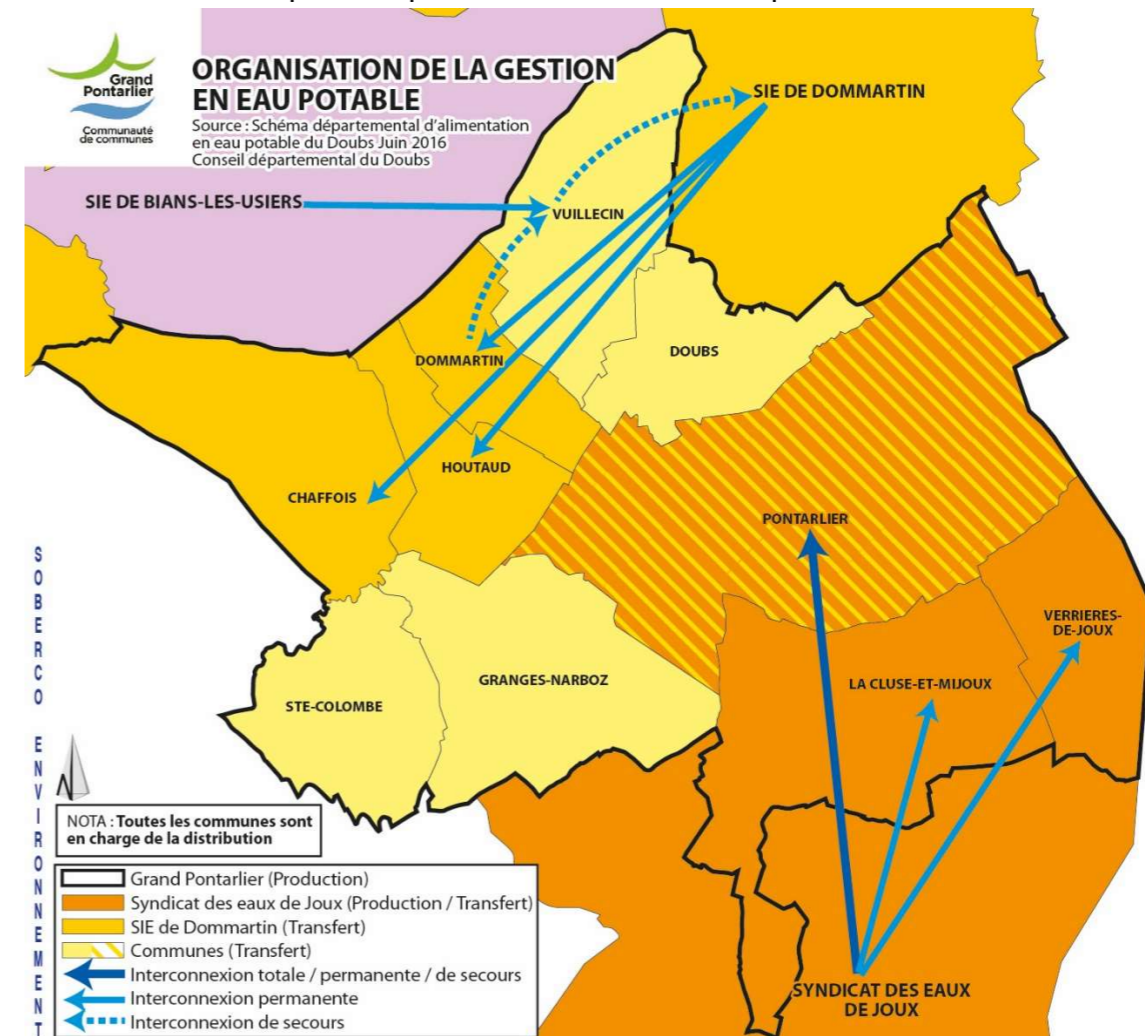 Grand
Pontarlier
Communauté
de communes
ORGANISATION DE LA GESTION
EN EAU POTABLE
Source : Schéma départemental d'alimentation
en eau potable du Doubs Juin 2016
Conseil départemental du Doubs
SIE DE DOMMARTIN
SIE DE BIANS-LES-USIERS
VUILLECIN
DOUBS
DOMMARTIN
HOUTAUD
CHAFFOIS
PONTARLIER
VERRIERES-
DE-JOUX
LA CLUSE-ET-MIJOUX
GRANGES-NARBOZ
STE-COLOMBE
SYNDICAT DES EAUX
DE JOUX
SOBERCO ENVIRONNEMENT
N
NOTA : Toutes les communes sont
en charge de la distribution
Grand Pontarlier (Production)
Syndicat des eaux de Joux (Production / Transfert)
SIE de Dommartin (Transfert)
Communes (Transfert)
Interconnexion totale / permanente / de secours
Interconnexion permanente
Interconnexion de secours